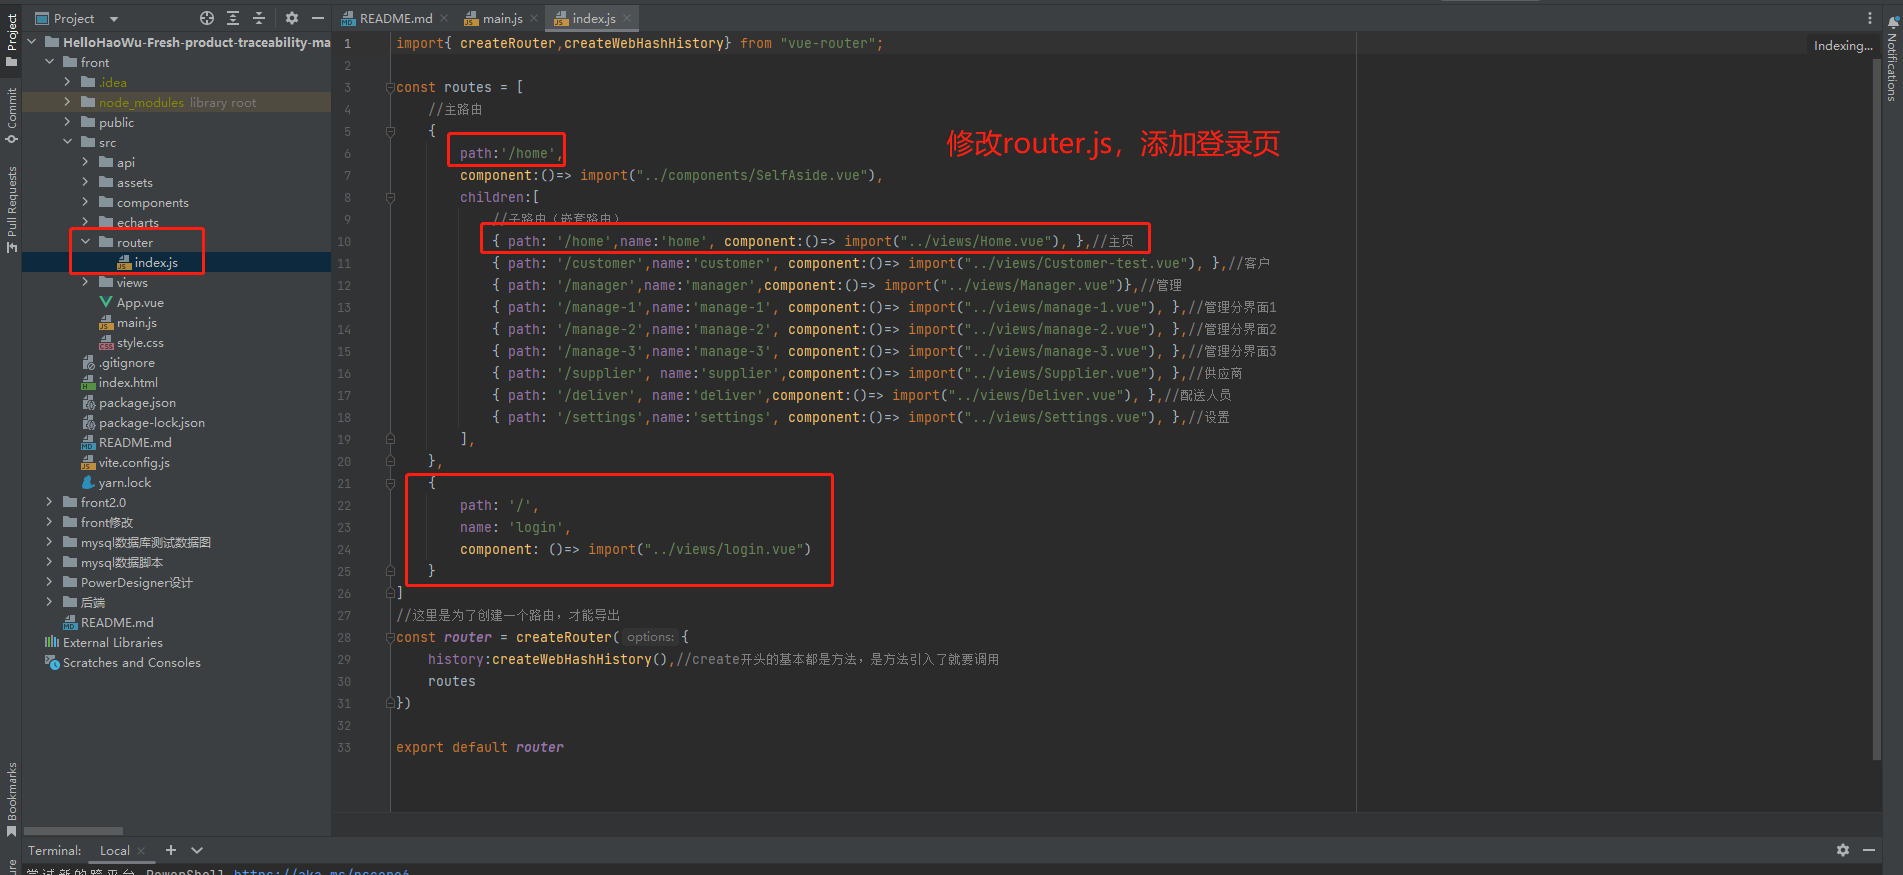 Project
README.md
main.js
index.js
Project
Commit
Pull Requests
Bookmarks
Notifications
Indexing...
HelloHaoWu-Fresh-product-traceability-ma
front
.idea
node_modules library root
public
src
api
assets
components
echarts
router
index.js
views
App.vue
main.js
style.css
.gitignore
index.html
package.json
package-lock.json
README.md
vite.config.js
yarn.lock
front2.0
front修改
mysql数据库测试数据图
mysql数据脚本
PowerDesigner设计
后端
README.md
External Libraries
Scratches and Consoles
修改router.js，添加登录页
1 import{ createRouter,createWebHashHistory} from "vue-router";
2
3 const routes = [
4 //主路由
5 {
6 path:'/home',
7 component:()=> import("../components/SelfAside.vue"),
8 children:[
9 //子路由（嵌套路由）
10 { path: '/home',name:'home', component:()=> import("../views/Home.vue"), },//主页
11 { path: '/customer',name:'customer', component:()=> import("../views/Customer-test.vue"), },//客户
12 { path: '/manager',name:'manager',component:()=> import("../views/Manager.vue")},//管理
13 { path: '/manage-1',name:'manage-1', component:()=> import("../views/manage-1.vue"), },//管理分界面1
14 { path: '/manage-2',name:'manage-2', component:()=> import("../views/manage-2.vue"), },//管理分界面2
15 { path: '/manage-3',name:'manage-3', component:()=> import("../views/manage-3.vue"), },//管理分界面3
16 { path: '/supplier', name:'supplier',component:()=> import("../views/Supplier.vue"), },//供应商
17 { path: '/deliver', name:'deliver',component:()=> import("../views/Deliver.vue"), },//配送人员
18 { path: '/settings',name:'settings', component:()=> import("../views/Settings.vue"), },//设置
19 ],
20 },
21 {
22 path: '/',
23 name: 'login',
24 component: ()=> import("../views/login.vue")
25 }
26 ]
27 //这里是为了创建一个路由，才能导出
28 const router = createRouter( options: {
29 history:createWebHashHistory(),//create开头的基本都是方法，是方法引入了就要调用
30 routes
31 })
32
33 export default router
Terminal: Local